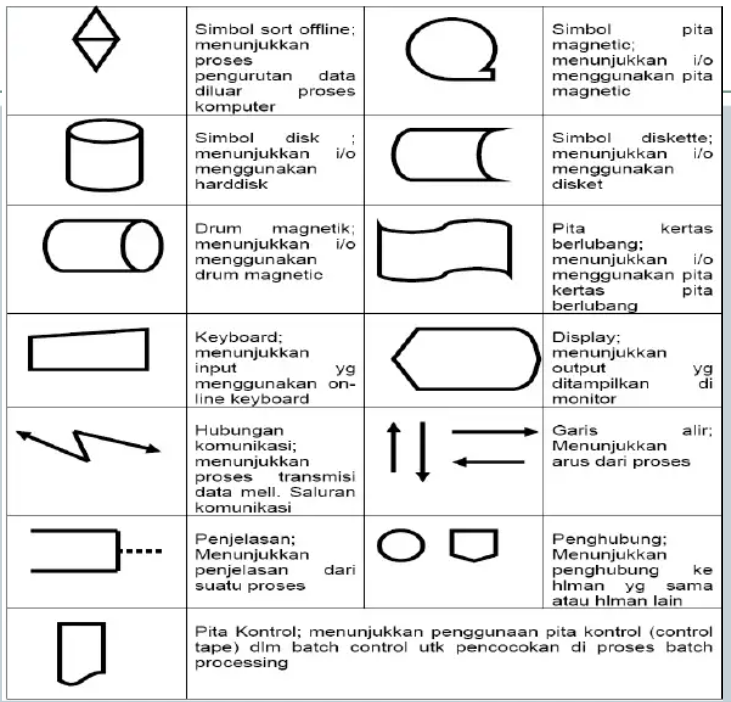 Simbol sort offline;
menunjukkan
proses
pengurutan data
diluar proses
komputer
Simbol pita
magnetic;
menunjukkan i/o
menggunakan pita
magnetic
Simbol disk ;
menunjukkan i/o
menggunakan
harddisk
Simbol diskette;
menunjukkan i/o
menggunakan
disket
Drum magnetik;
menunjukkan i/o
menggunakan
drum magnetic
Pita kertas
berlubang;
menunjukkan i/o
menggunakan pita
kertas pita
berlubang
Keyboard;
menunjukkan
input yg
menggunakan on-
line keyboard
Display;
menunjukkan
output yg
ditampilkan di
monitor
Hubungan
komunikasi;
menunjukkan
proses transmisi
data mell. Saluran
komunikasi
Garis alir;
Menunjukkan
arus dari proses
Penjelasan;
Menunjukkan
penjelasan dari
suatu proses
Penghubung;
Menunjukkan
penghubung ke
hlman yg sama
atau hlman lain
Pita Kontrol; menunjukkan penggunaan pita kontrol (control
tape) dlm batch control utk pencocokan di proses batch
processing